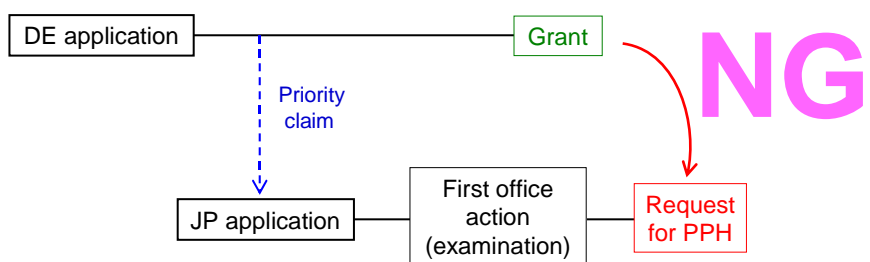 DE application
Grant
NG
Priority
claim
JP application
First office
action
(examination)
Request
for PPH